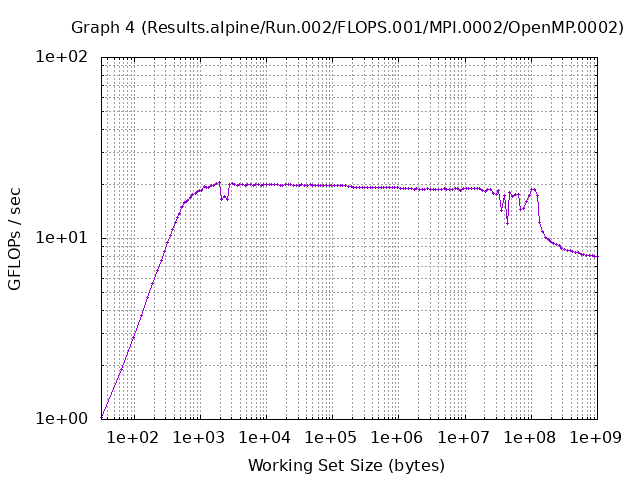 Graph 4 (Results.alpine/Run.002/FLOPS.001/MPI.0002/OpenMP.0002)
1e+02
1e+01
1e+00
GFLOPs / sec
1e+02 1e+03 1e+04 1e+05 1e+06 1e+07 1e+08 1e+09
Working Set Size (bytes)